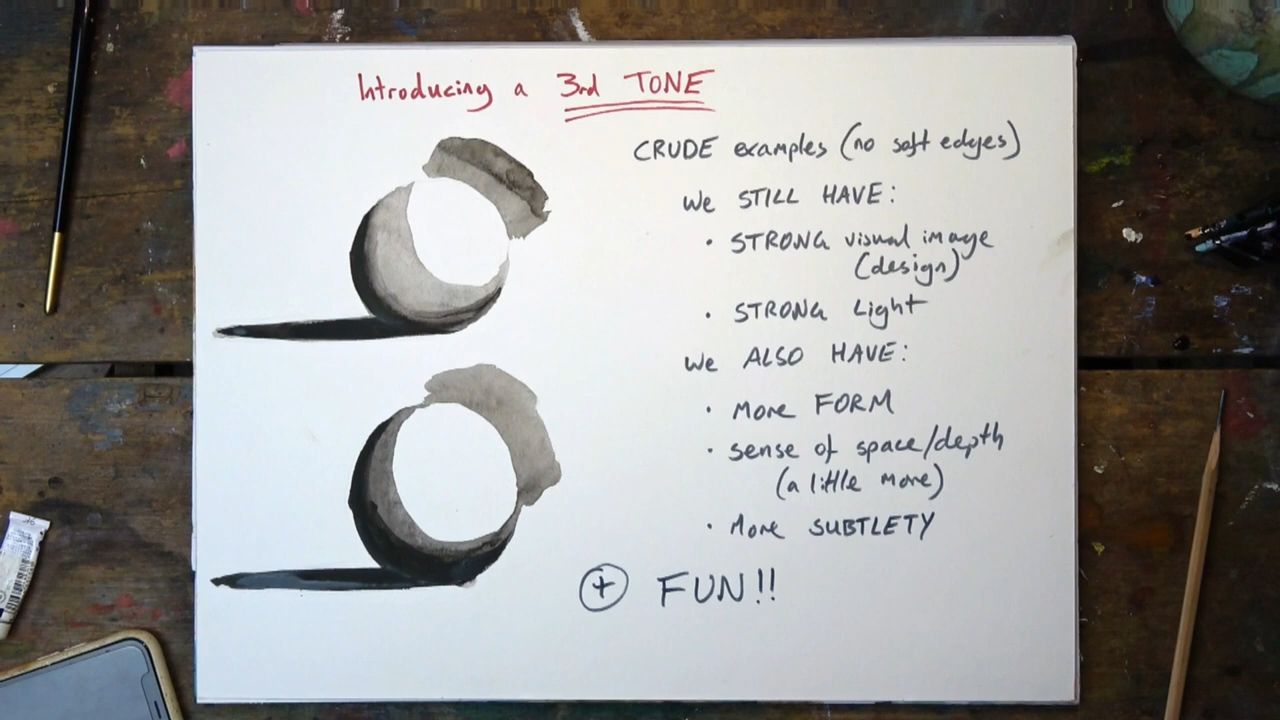 Introducing a 3rd TONE
CRUDE examples (no soft edges)
We STILL HAVE:
• STRONG visual image
(design)
• STRONG Light
We ALSO HAVE:
• More FORM
• sense of space/depth
(a little more)
• More SUBTLETY
+ FUN!!